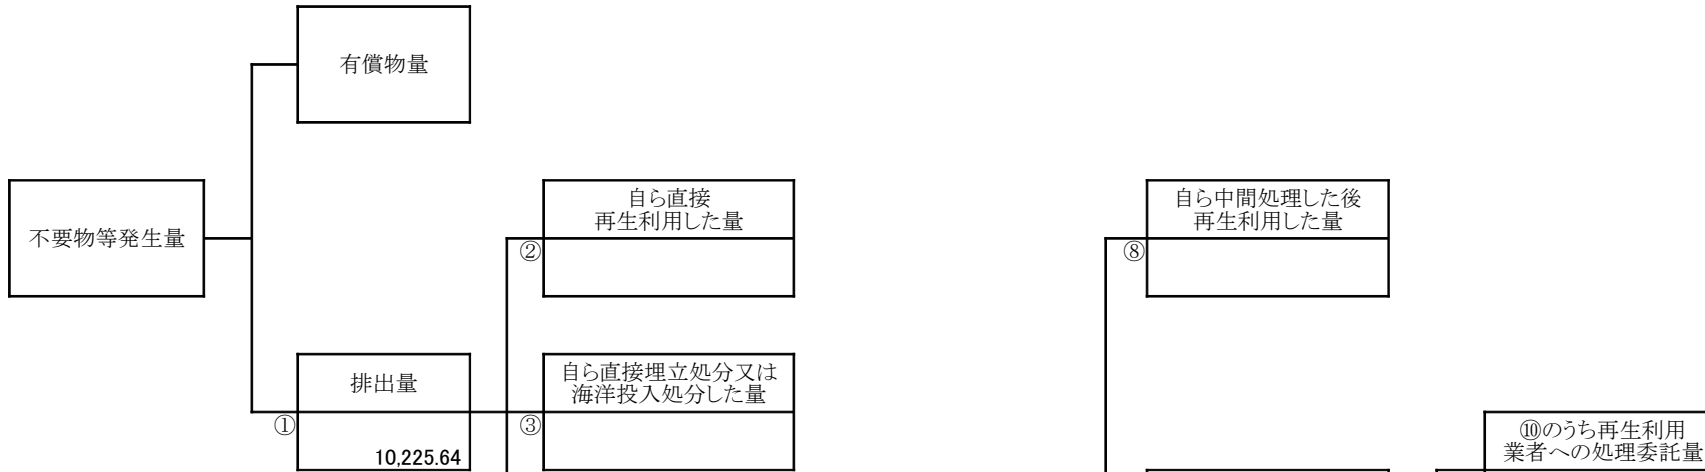 有償物量
不要物等発生量
自ら直接
再生利用した量
②
自ら中間処理した後
再生利用した量
⑧
排出量
①
10,225.64
自ら直接埋立処分又は
海洋投入処分した量
③
⑩のうち再生利用
業者への処理委託量